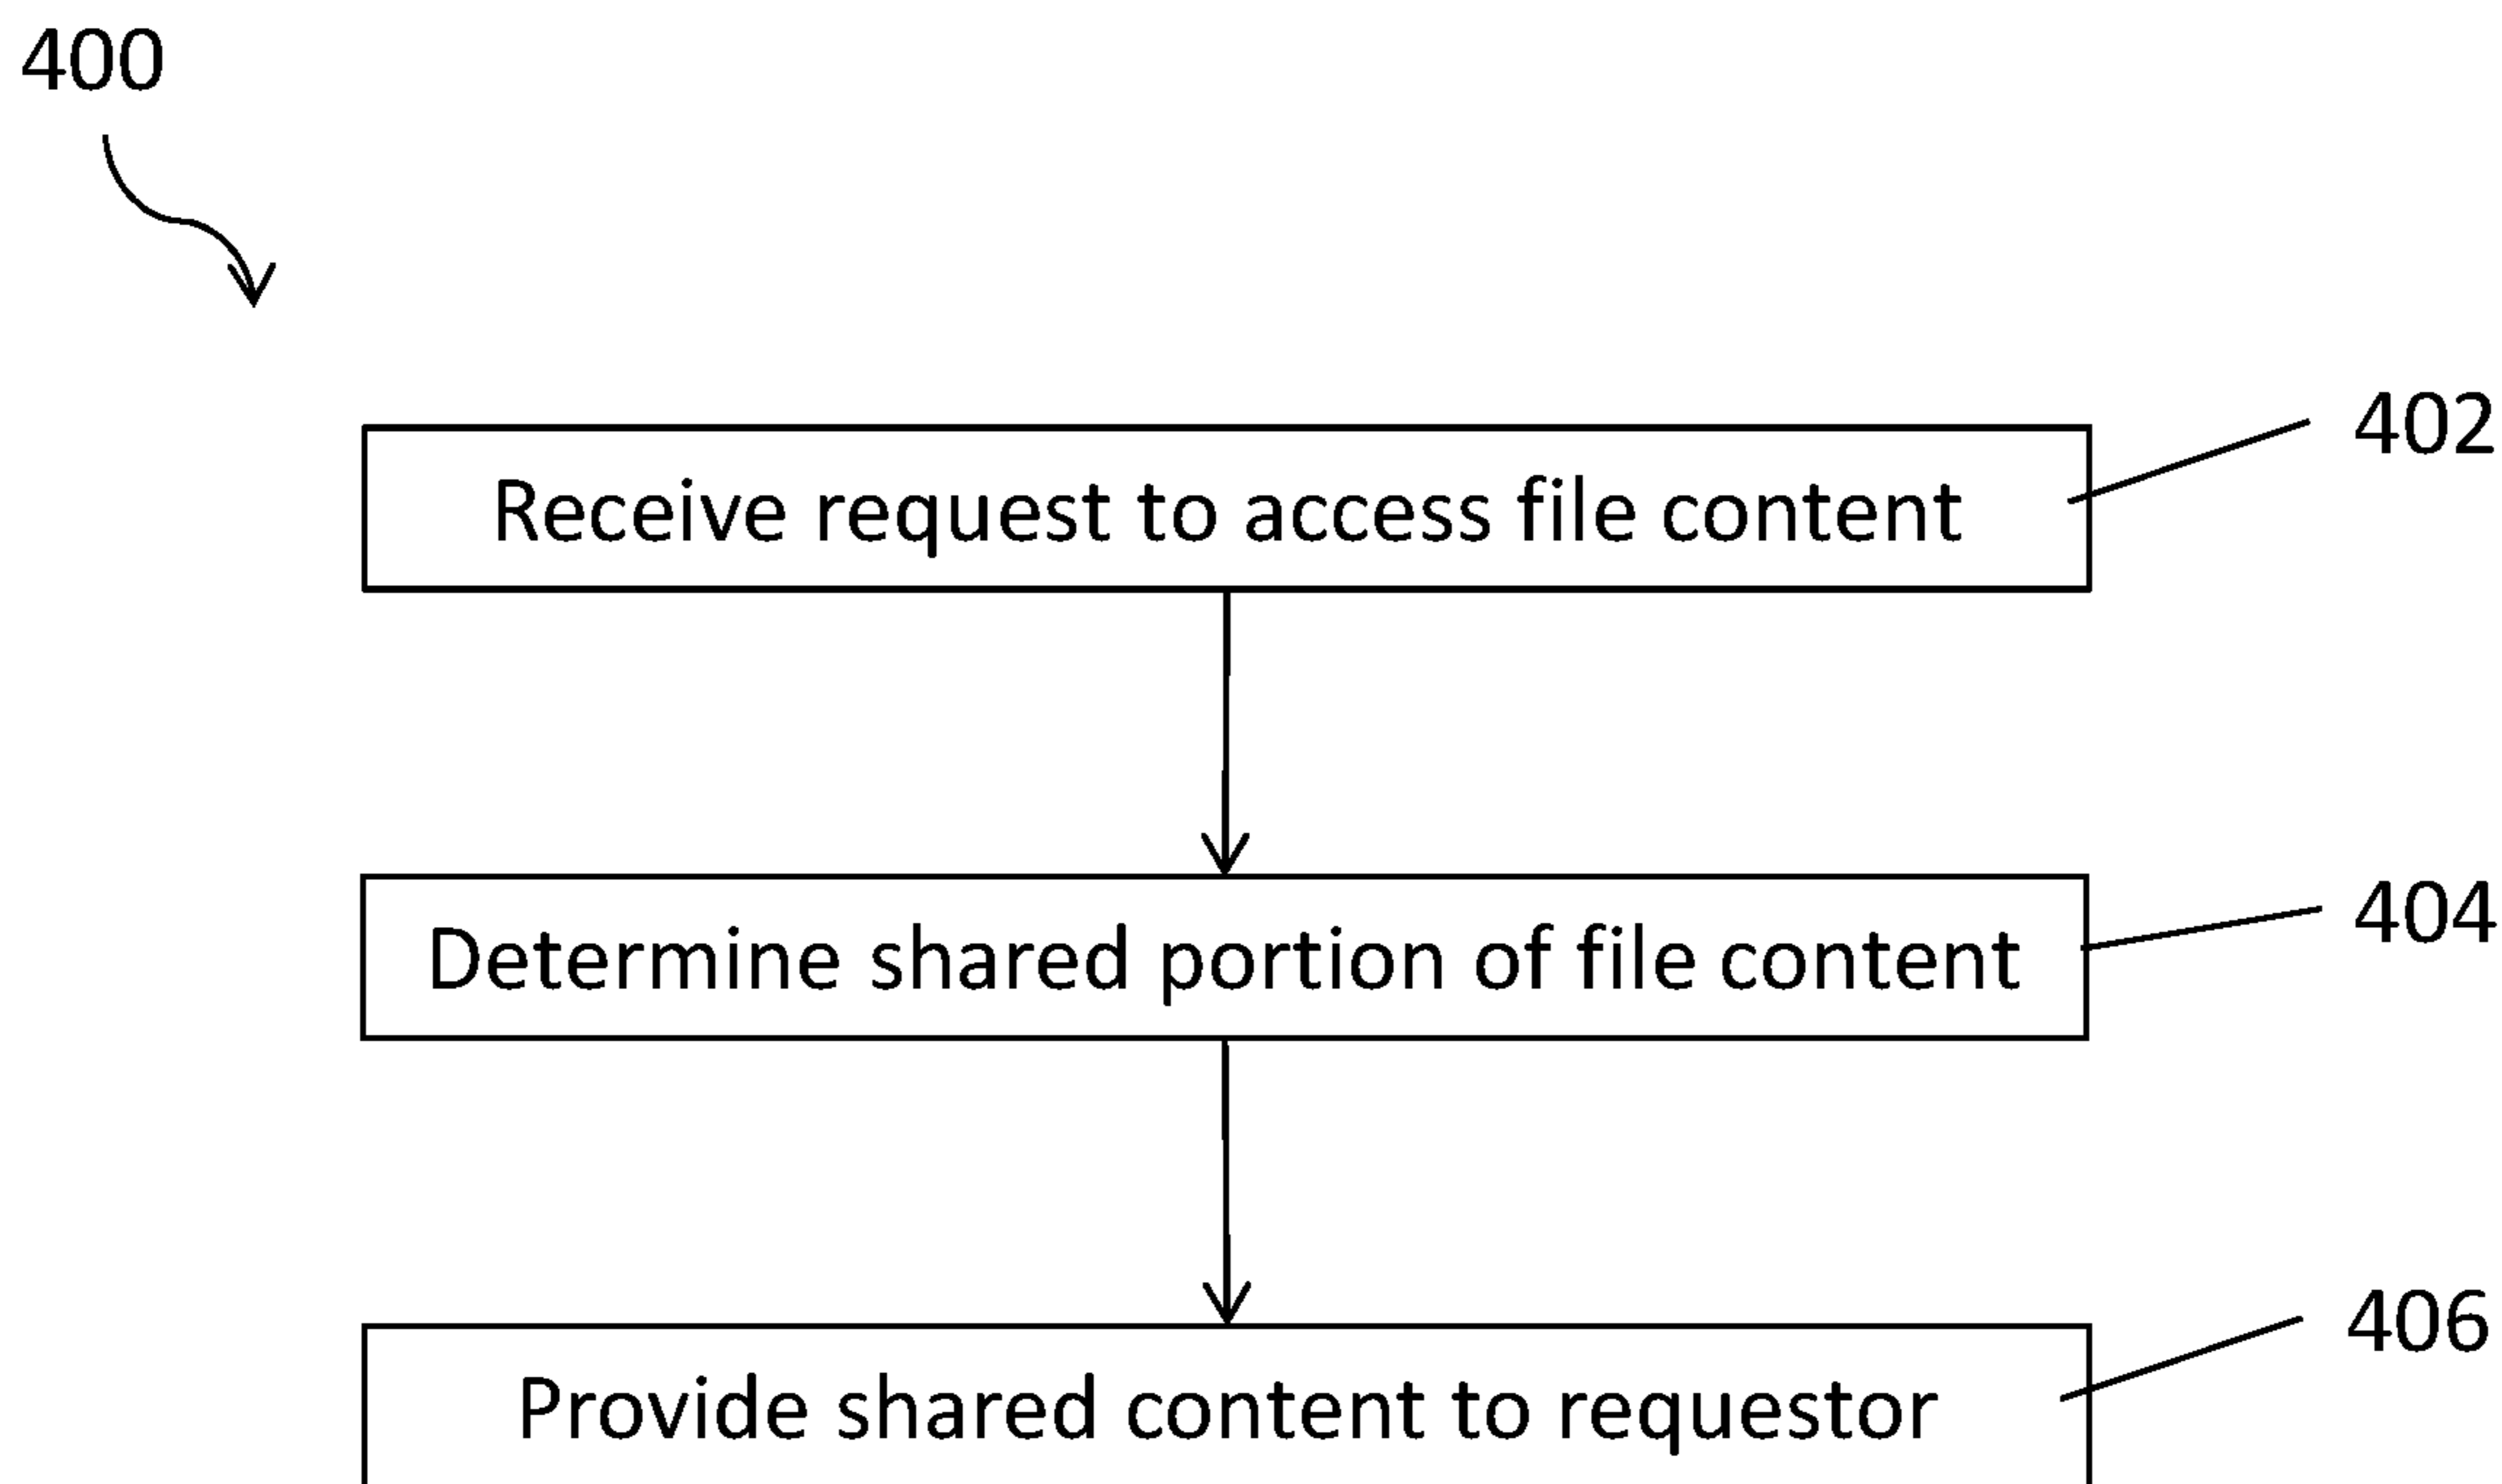 400
402
Receive request to access file content
404
Determine shared portion of file content
406
Provide shared content to requestor